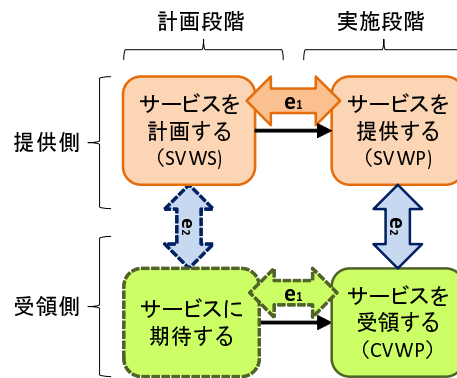 計画段階
実施段階
提供側
サービスを
計画する
（SVWS)
e₁
サービスを
提供する
（SVWP)
e₂
e₂
受領側
サービスに
期待する
e₁
サービスを
受領する
（CVWP）